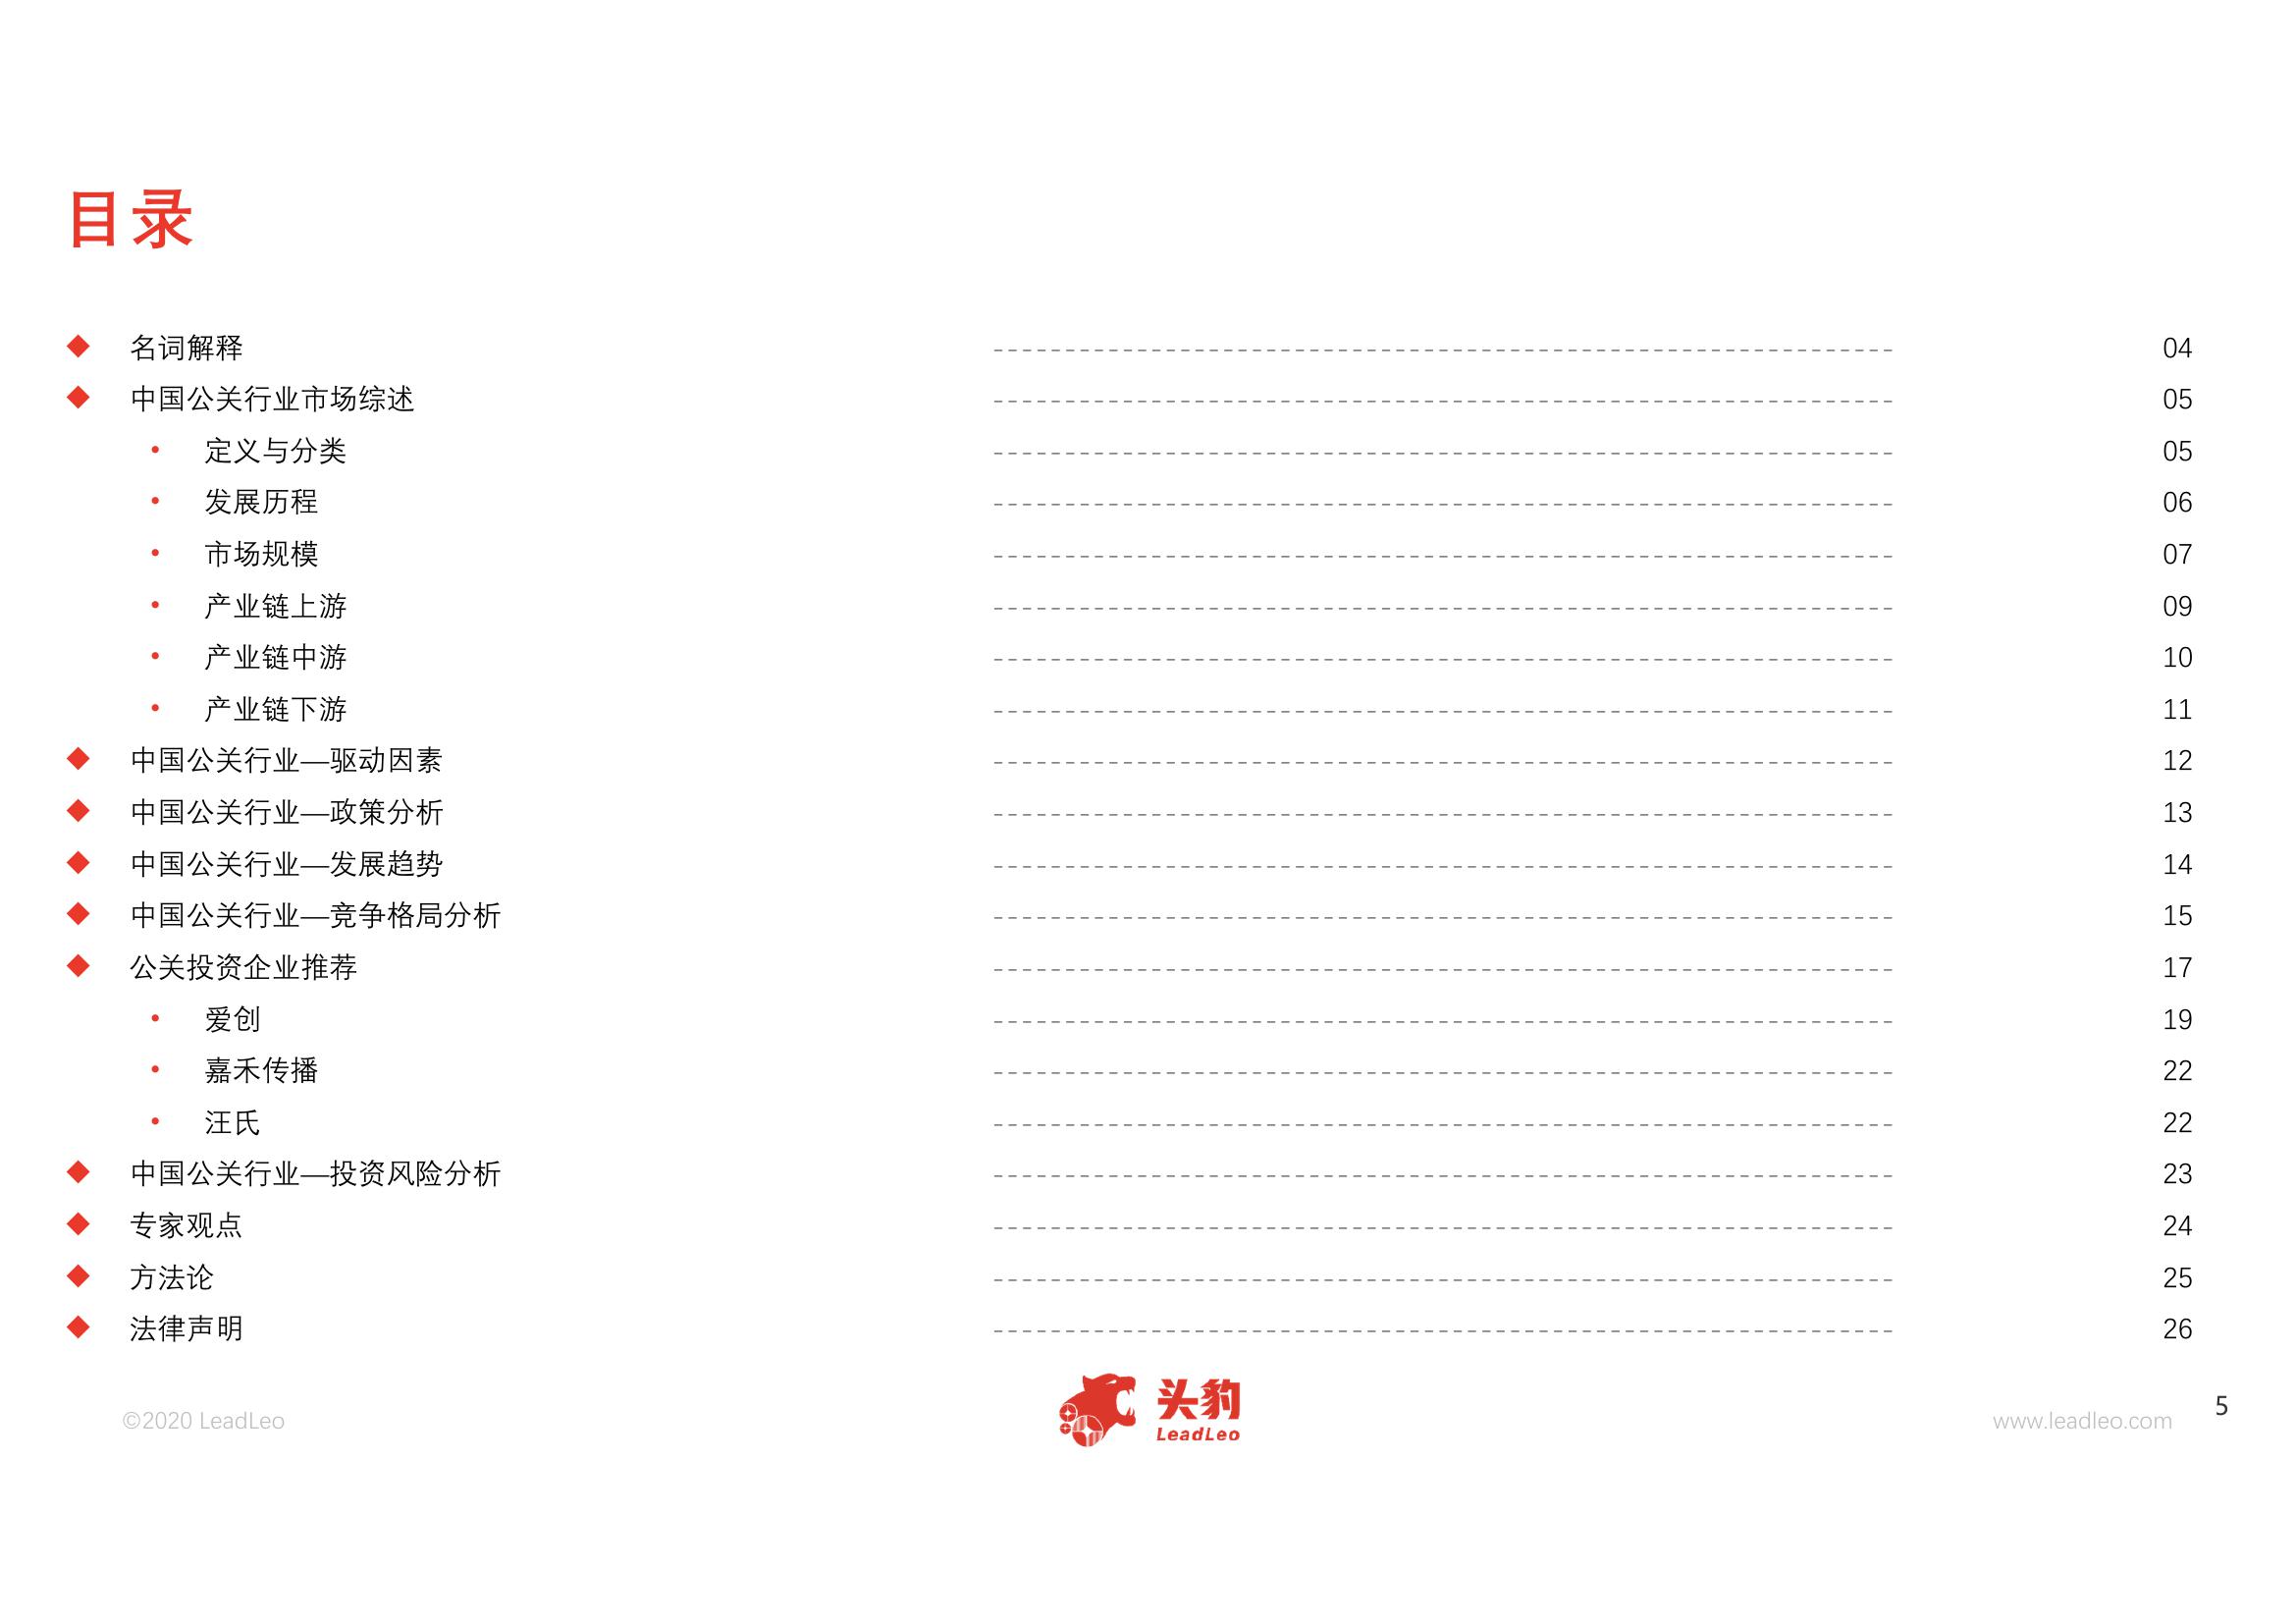 目录
名词解释 04
中国公关行业市场综述 05
定义与分类 05
发展历程 06
市场规模 07
产业链上游 09
产业链中游 10
产业链下游 11
中国公关行业—驱动因素 12
中国公关行业—政策分析 13
中国公关行业—发展趋势 14
中国公关行业—竞争格局分析 15
公关投资企业推荐 17
爱创 19
嘉禾传播 22
汪氏 22
中国公关行业—投资风险分析 23
专家观点 24
方法论 25
法律声明 26
©2020 LeadLeo
头豹
LeadLeo
www.leadleo.com
5